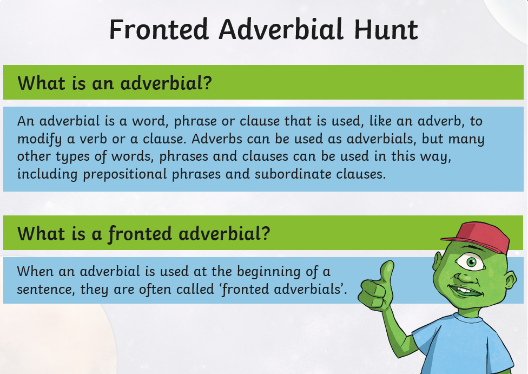 Fronted Adverbial Hunt
What is an adverbial?
An adverbial is a word, phrase or clause that is used, like an adverb, to
modify a verb or a clause. Adverbs can be used as adverbials, but many
other types of words, phrases and clauses can be used in this way,
including prepositional phrases and subordinate clauses.
What is a fronted adverbial?
When an adverbial is used at the beginning of a
sentence, they are often called ‘fronted adverbials’.